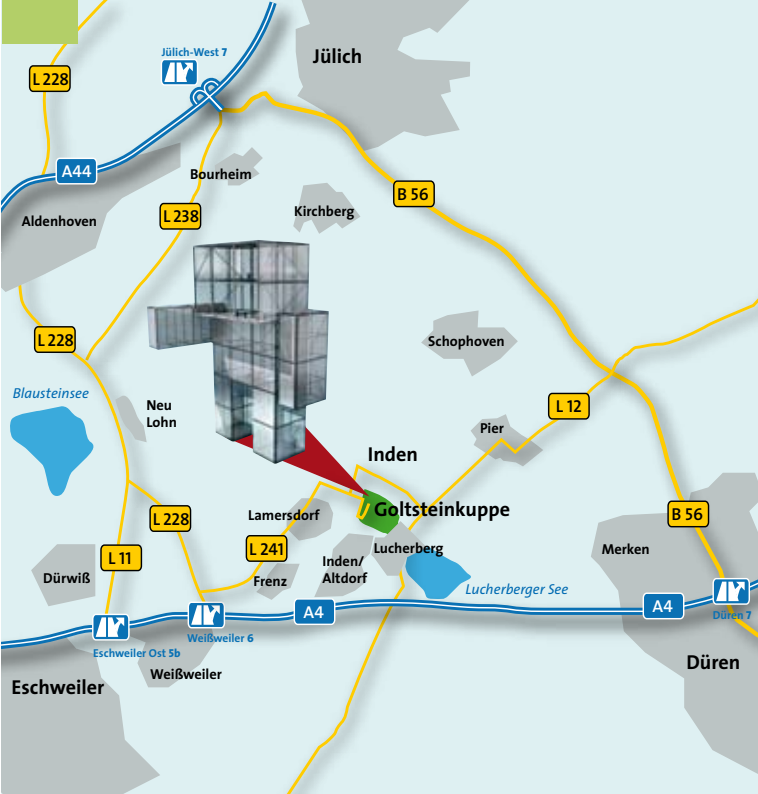 Jülich-West 7
Jülich
L 228
A44
Bourheim
B 56
Aldenhoven
L 238
Kirchberg
L 228
Schophoven
Blausteinsee
Neu
Lohn
L 12
Pier
Inden
Goltsteinkuppe
Lamersdorf
L 228
B 56
L 241
Lucherberg
Merken
L 11
Inden/
Altdorf
Dürwiß
Frenz
Lucherberger See
A4
A4
Düren 7
Weißweiler 6
Eschweiler Ost 5b
Weißweiler
Düren
Eschweiler